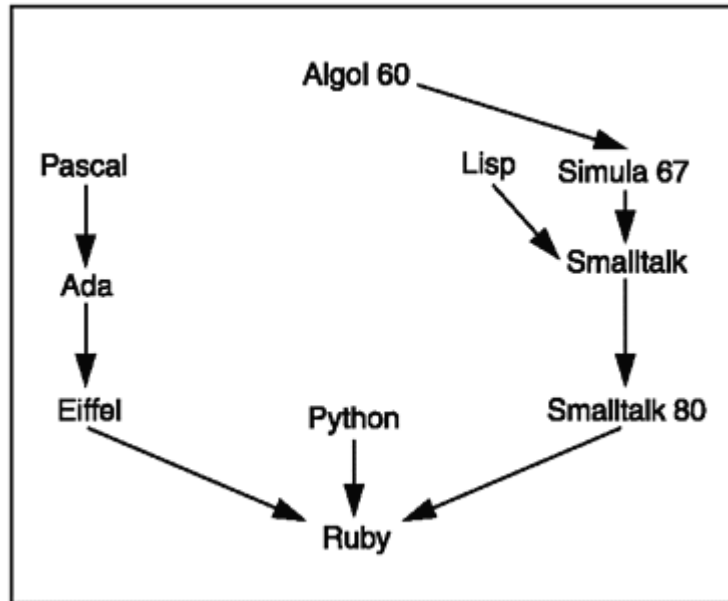 Algol 60
Pascal
Lisp
Simula 67
Smalltalk
Ada
Eiffel
Python
Smalltalk 80
Ruby